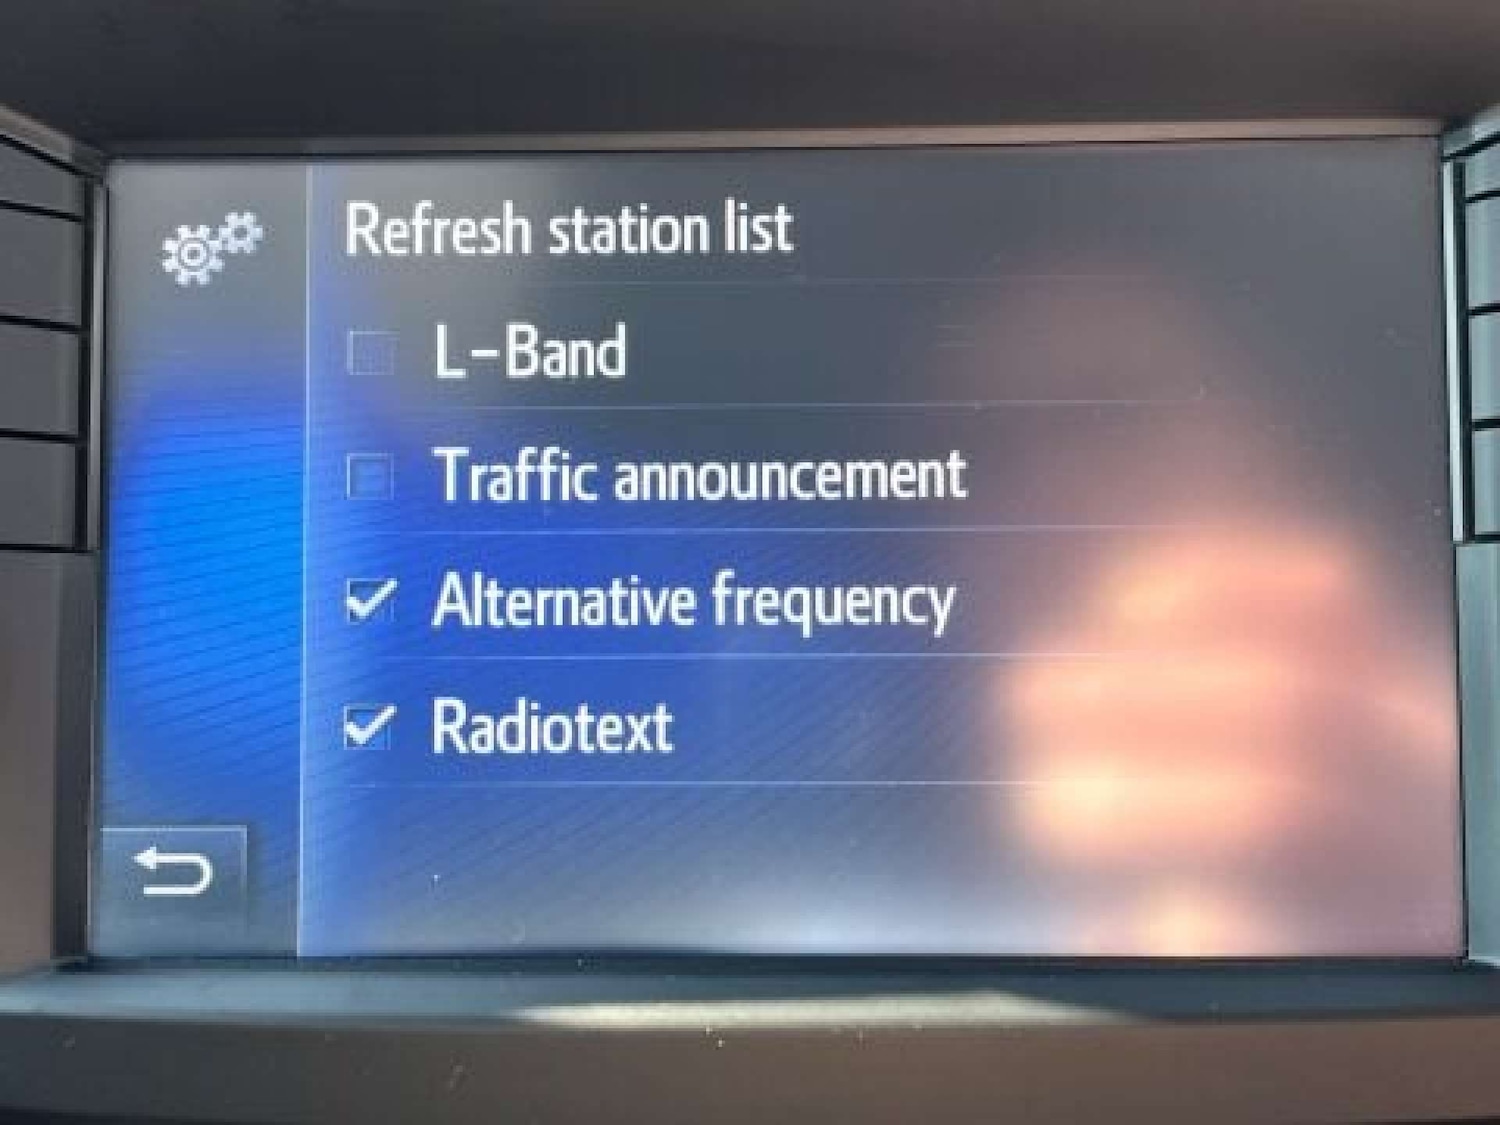 Refresh station list
L-Band
Traffic announcement
Alternative frequency
Radiotext